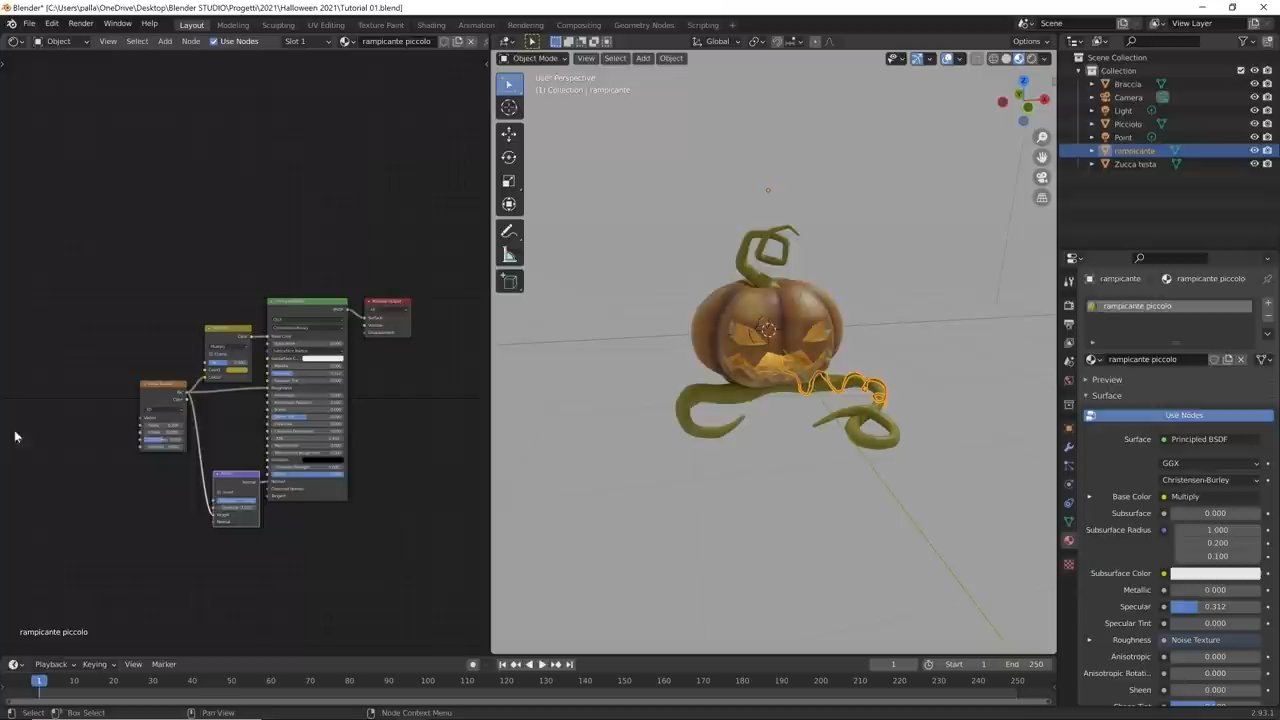 Blender* [C:\Users\palla\OneDrive\Desktop\Blender STUDIO\Progetti\2021\Halloween 2021\Tutorial 01.blend]
File Edit Render Window Help Layout Modeling Sculpting UV Editing Texture Paint Shading Animation Rendering Compositing Geometry Nodes Scripting Scene View Layer
Object View Select Add Node Use Nodes Slot 1 rampicante piccolo Global Options
Object Mode View Select Add Object
User Perspective
(1) Collection | rampicante
Scene Collection
Collection
Braccia
Camera
Light
Picciolo
Point
rampicante
Zucca testa
rampicante rampicante piccolo
rampicante piccolo
rampicante piccolo
Preview
Surface
Use Nodes
Surface Principled BSDF
GGX
Christensen-Burley
Base Color Multiply
Subsurface 0.000
Subsurface Radius 1.000
0.200
0.100
Subsurface Color
Metallic 0.000
Specular 0.312
Specular Tint 0.000
Roughness Noise Texture
Anisotropic 0.000
Anisotropic Rotati... 0.000
Sheen 0.000
rampicante piccolo
Playback Keying View Marker 1 Start 1 End 250
1 10 20 30 40 50 60 70 80 90 100 110 120 130 140 150 160 170 180 190 200 210 220 230 240 250
Select Box Select Pan View Node Context Menu 2.93.1